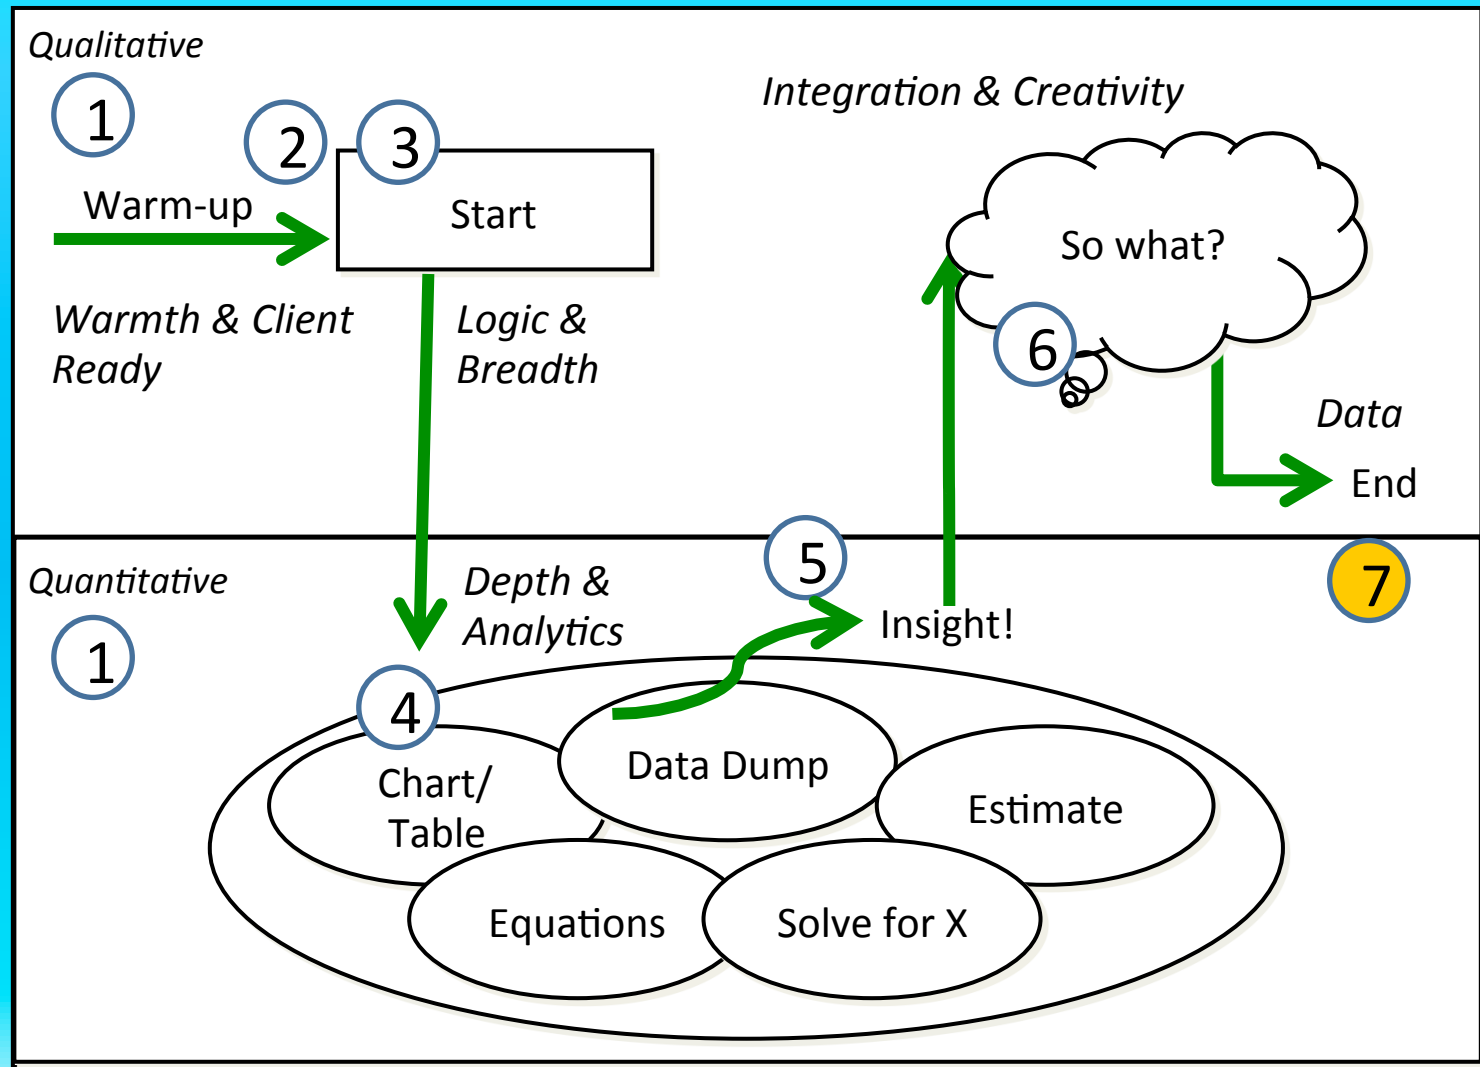 Qualitative
1
2
3
Warm-up
Start
Warmth & Client
Ready
Logic &
Breadth
Integration & Creativity
So what?
6
Data
End
Quantitative
1
Depth &
Analytics
5
Insight!
7
4
Chart/
Table
Data Dump
Estimate
Equations
Solve for X